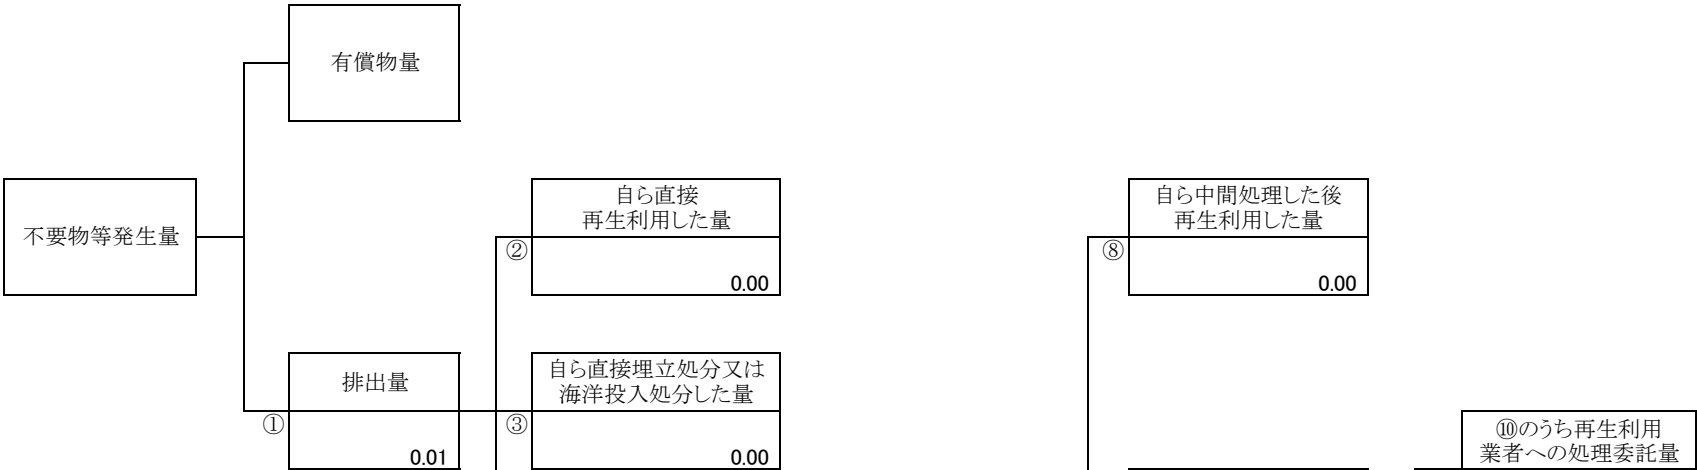 有償物量
不要物等発生量
自ら直接
再生利用した量
②
0.00
自ら中間処理した後
再生利用した量
⑧
0.00
排出量
①
0.01
自ら直接埋立処分又は
海洋投入処分した量
③
0.00
⑩のうち再生利用
業者への処理委託量